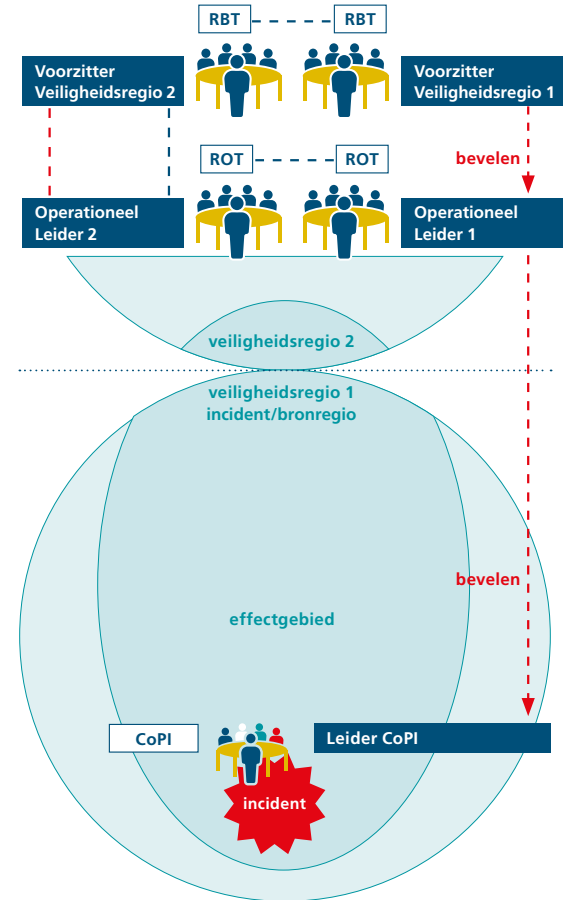 RBT
RBT
Voorzitter
Veiligheidsregio 2
Voorzitter
Veiligheidsregio 1
bevelen
ROT
ROT
Operationeel
Leider 2
Operationeel
Leider 1
veiligheidsregio 2
veiligheidsregio 1
incident/bronregio
bevelen
effectgebied
CoPI
Leider CoPI
incident